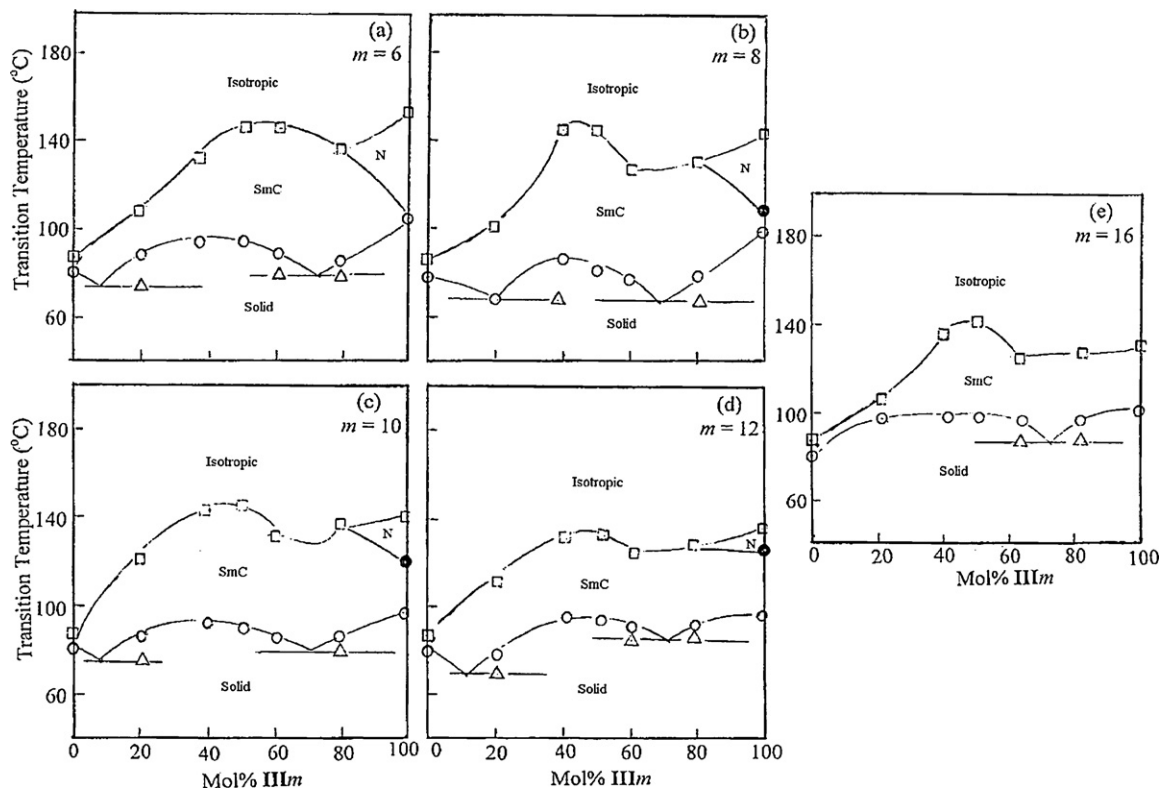 (a)
m = 6
Isotropic
N
SmC
Solid
180
140
100
60
Transition Temperature (°C)
(b)
m = 8
Isotropic
N
SmC
Solid
(c)
m = 10
Isotropic
N
SmC
Solid
180
140
100
60
0 20 40 60 80 100
Transition Temperature (°C)
Mol% IIIm
(d)
m = 12
Isotropic
N
SmC
Solid
0 20 40 60 80 100
Mol% IIIm
(e)
m = 16
Isotropic
SmC
Solid
180
140
100
60
0 20 40 60 80 100
Mol% IIIm